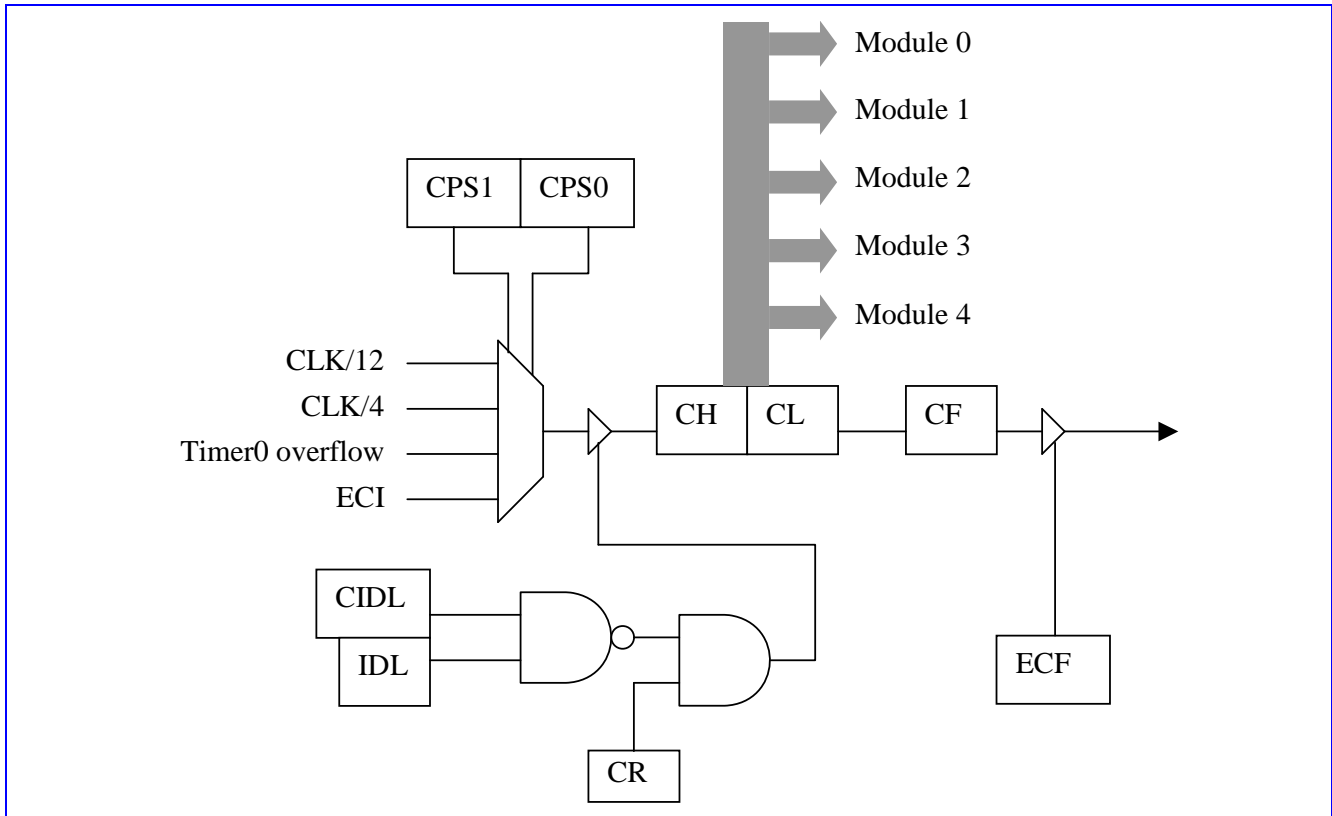 Module 0
Module 1
Module 2
Module 3
Module 4
CPS1 CPS0
CLK/12
CLK/4
Timer0 overflow
ECI
CH CL CF
CIDL
IDL
ECF
CR